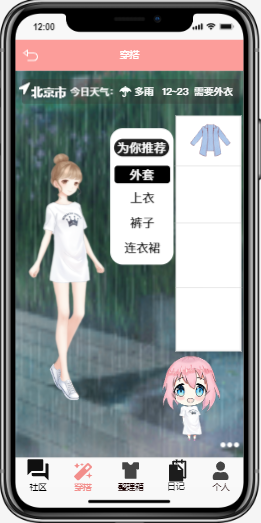 12:00
穿搭
北京市 今日天气： 多雨 12~23 需要外衣
为你推荐
外套
上衣
裤子
连衣裙
社区 穿搭 整理箱 日记 个人